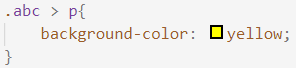 .abc > p{
    background-color: yellow;
}